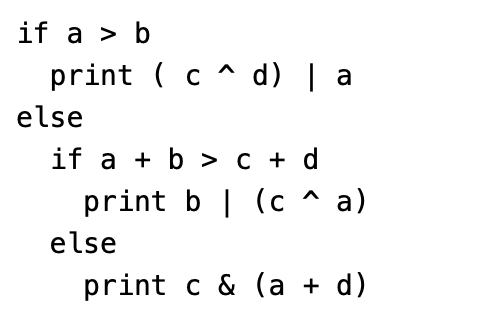 if a > b
  print ( c ^ d) | a
else
  if a + b > c + d
    print b | (c ^ a)
  else
    print c & (a + d)